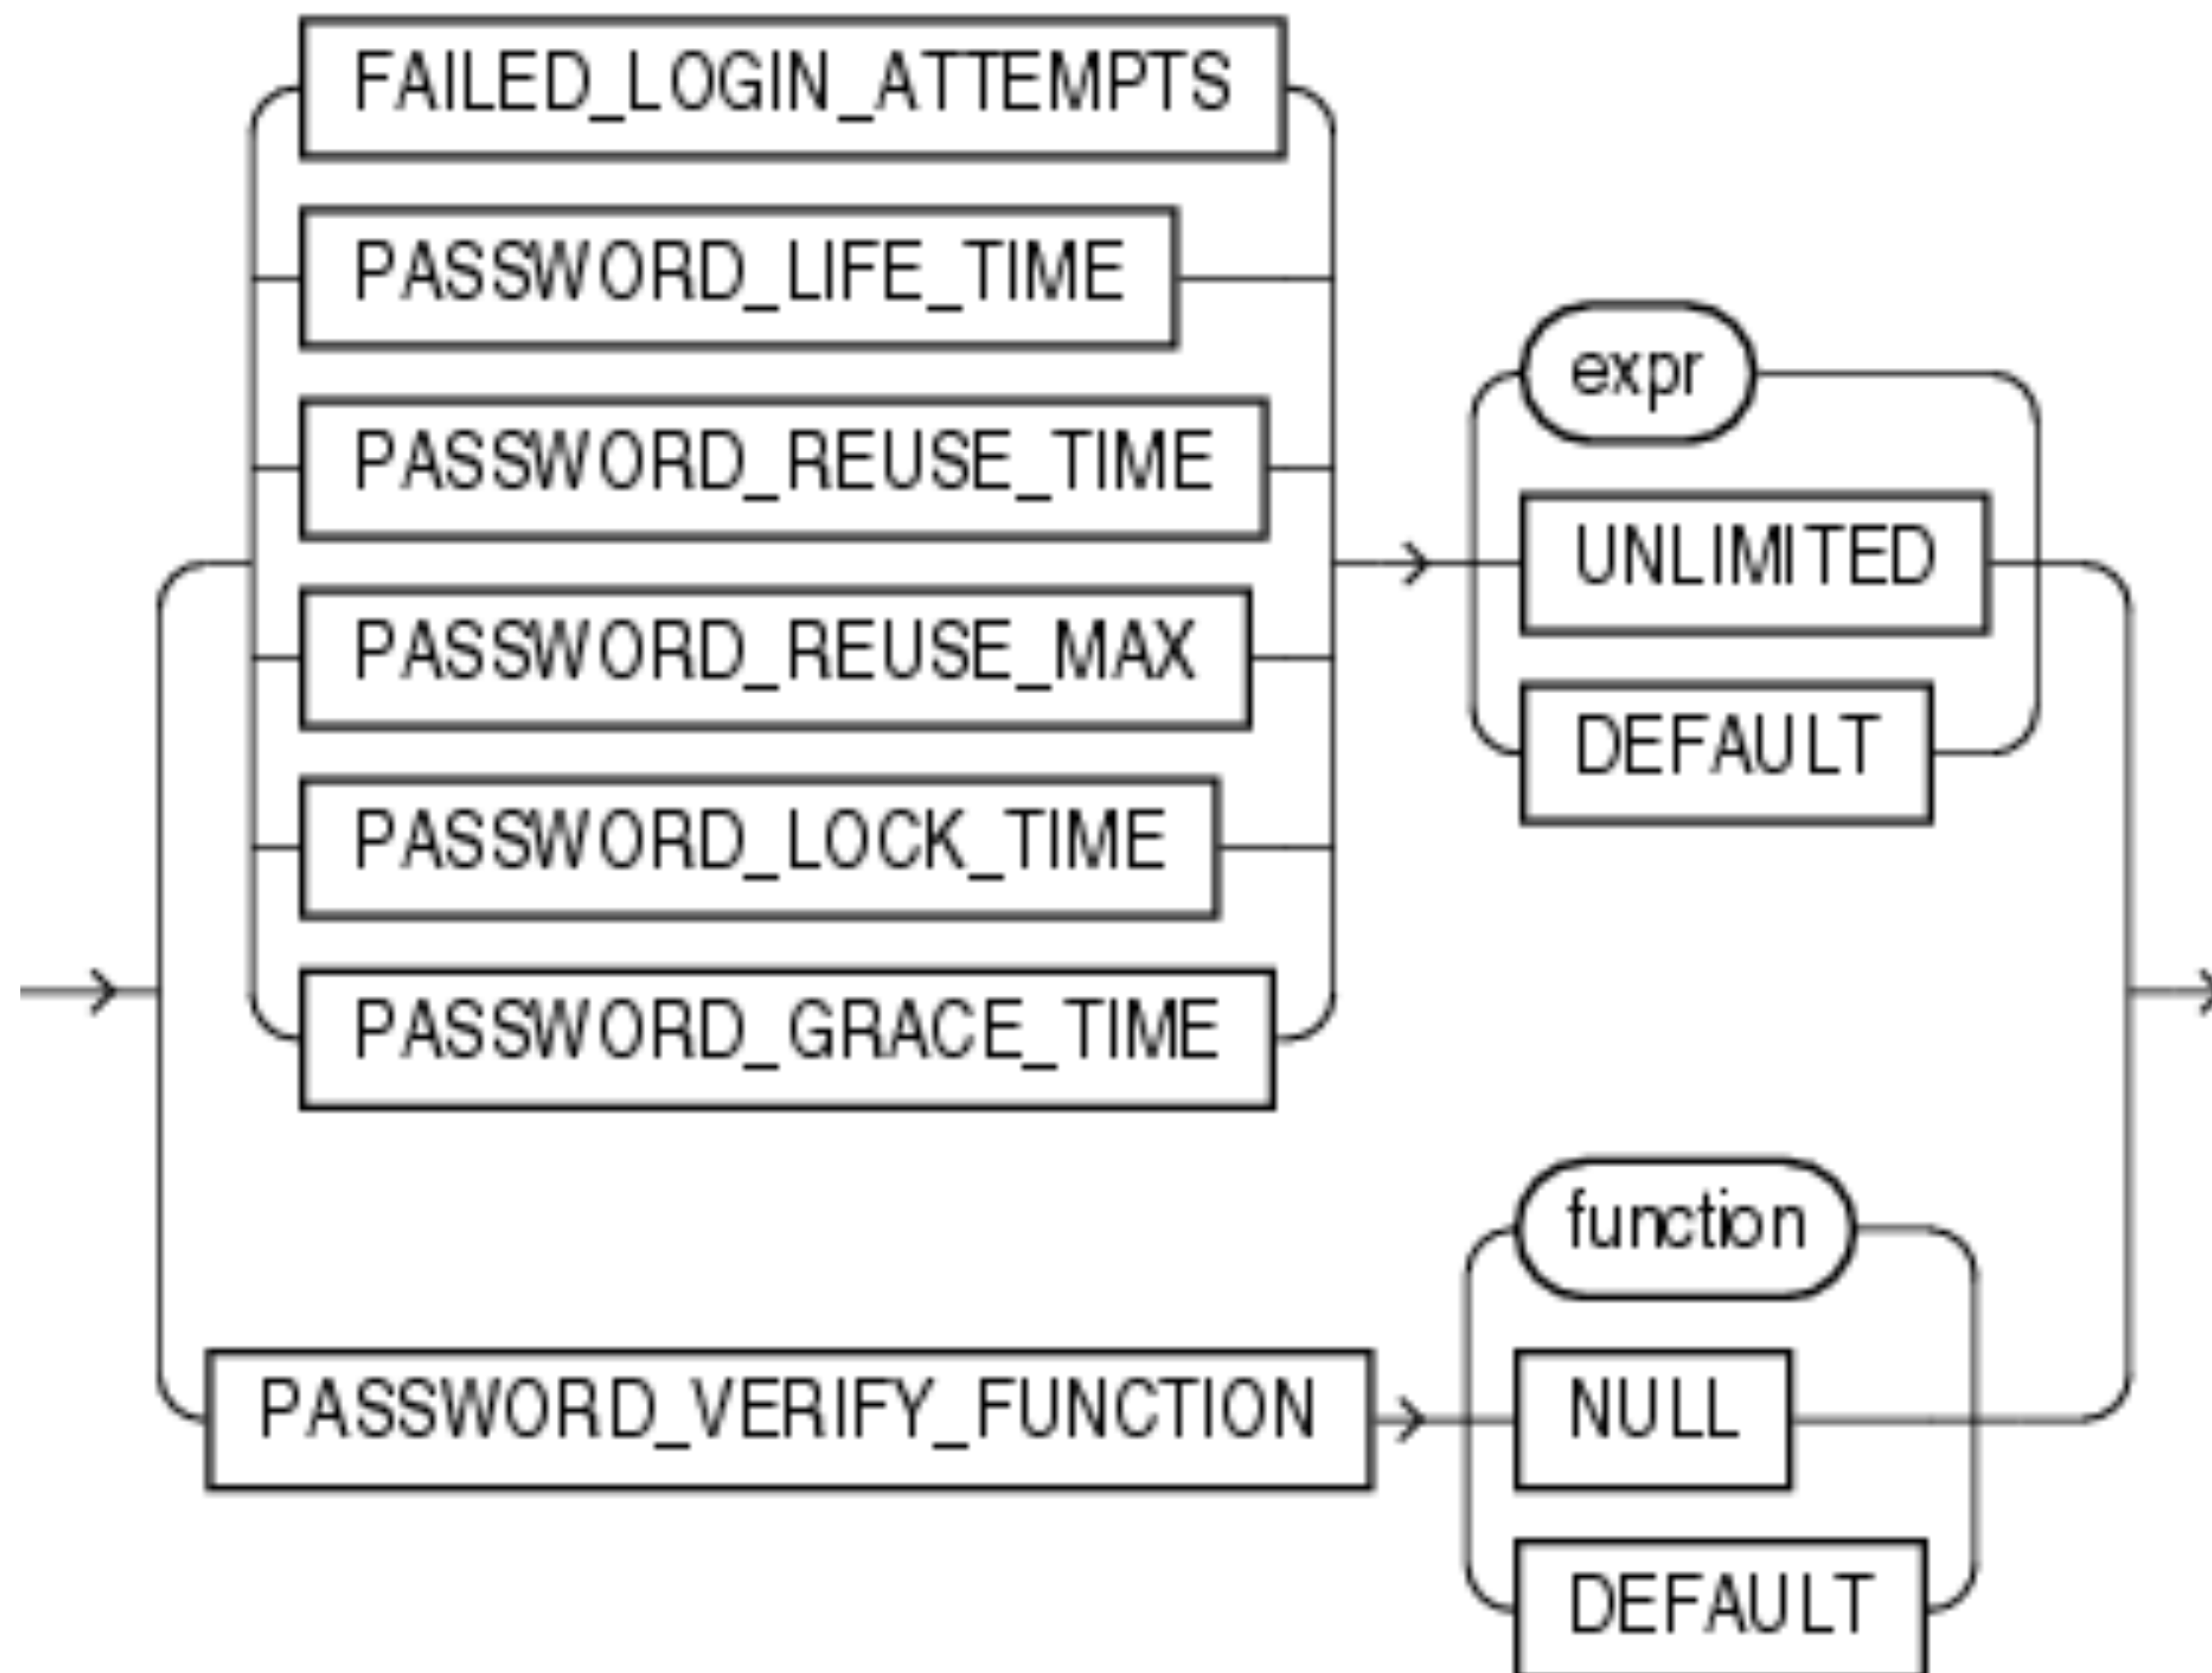 FAILED_LOGIN_ATTEMPTS
PASSWORD_LIFE_TIME
PASSWORD_REUSE_TIME
PASSWORD_REUSE_MAX
PASSWORD_LOCK_TIME
PASSWORD_GRACE_TIME
expr
UNLIMITED
DEFAULT
PASSWORD_VERIFY_FUNCTION
function
NULL
DEFAULT